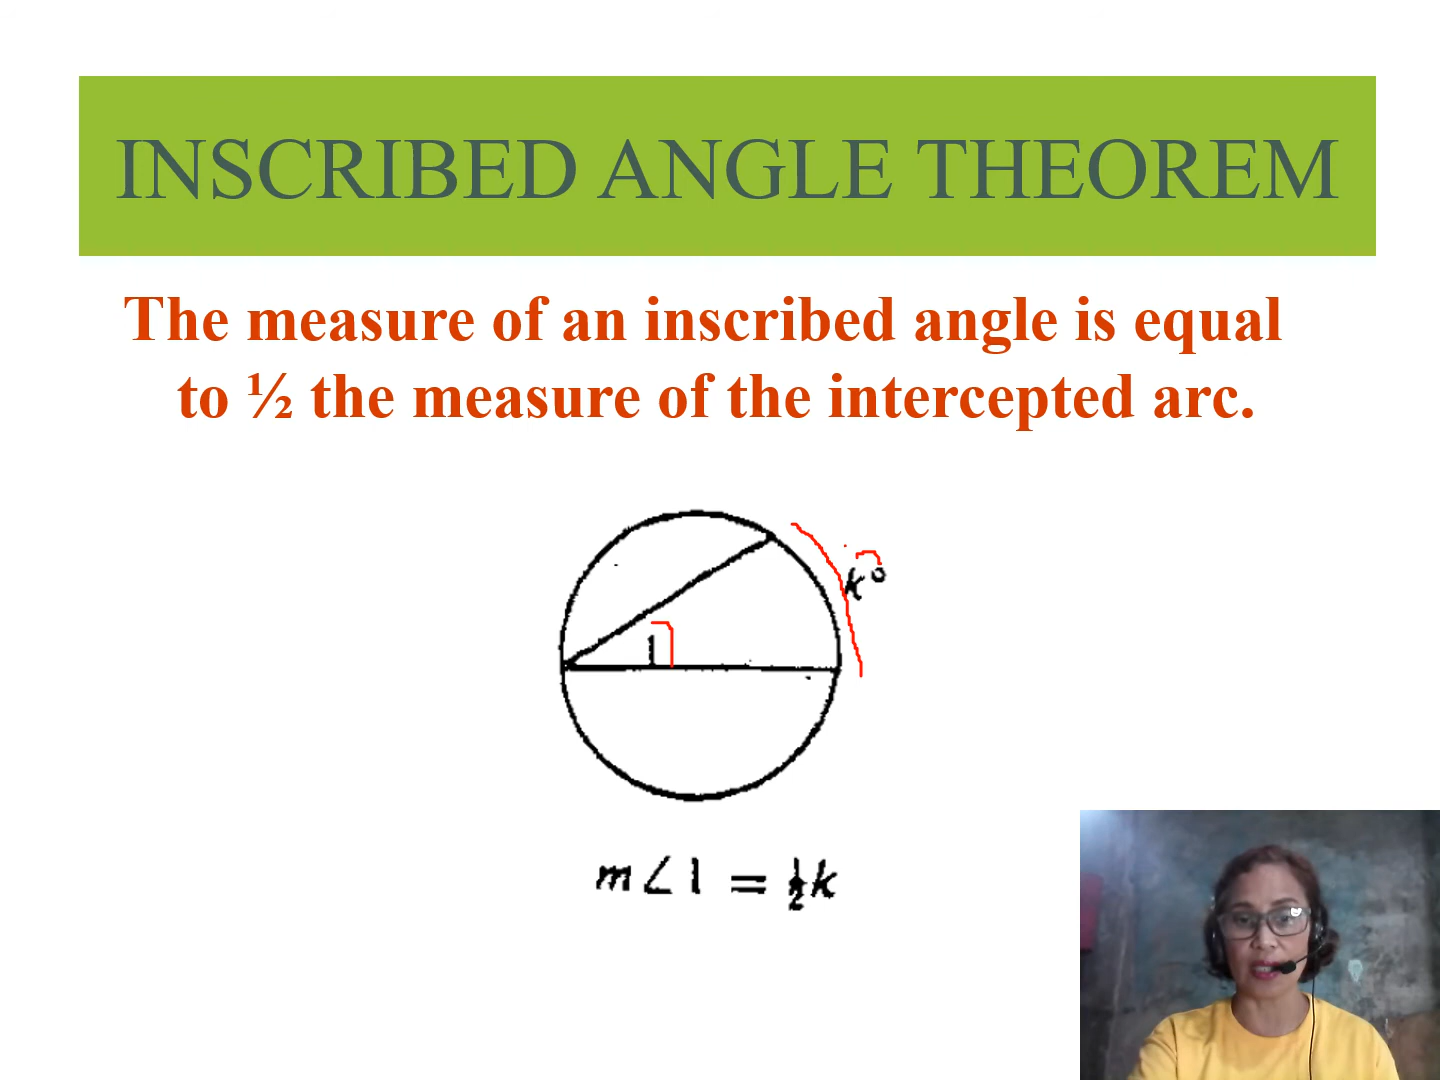 INSCRIBED ANGLE THEOREM
The measure of an inscribed angle is equal
to ½ the measure of the intercepted arc.
k°
1
m∠1 = ½k